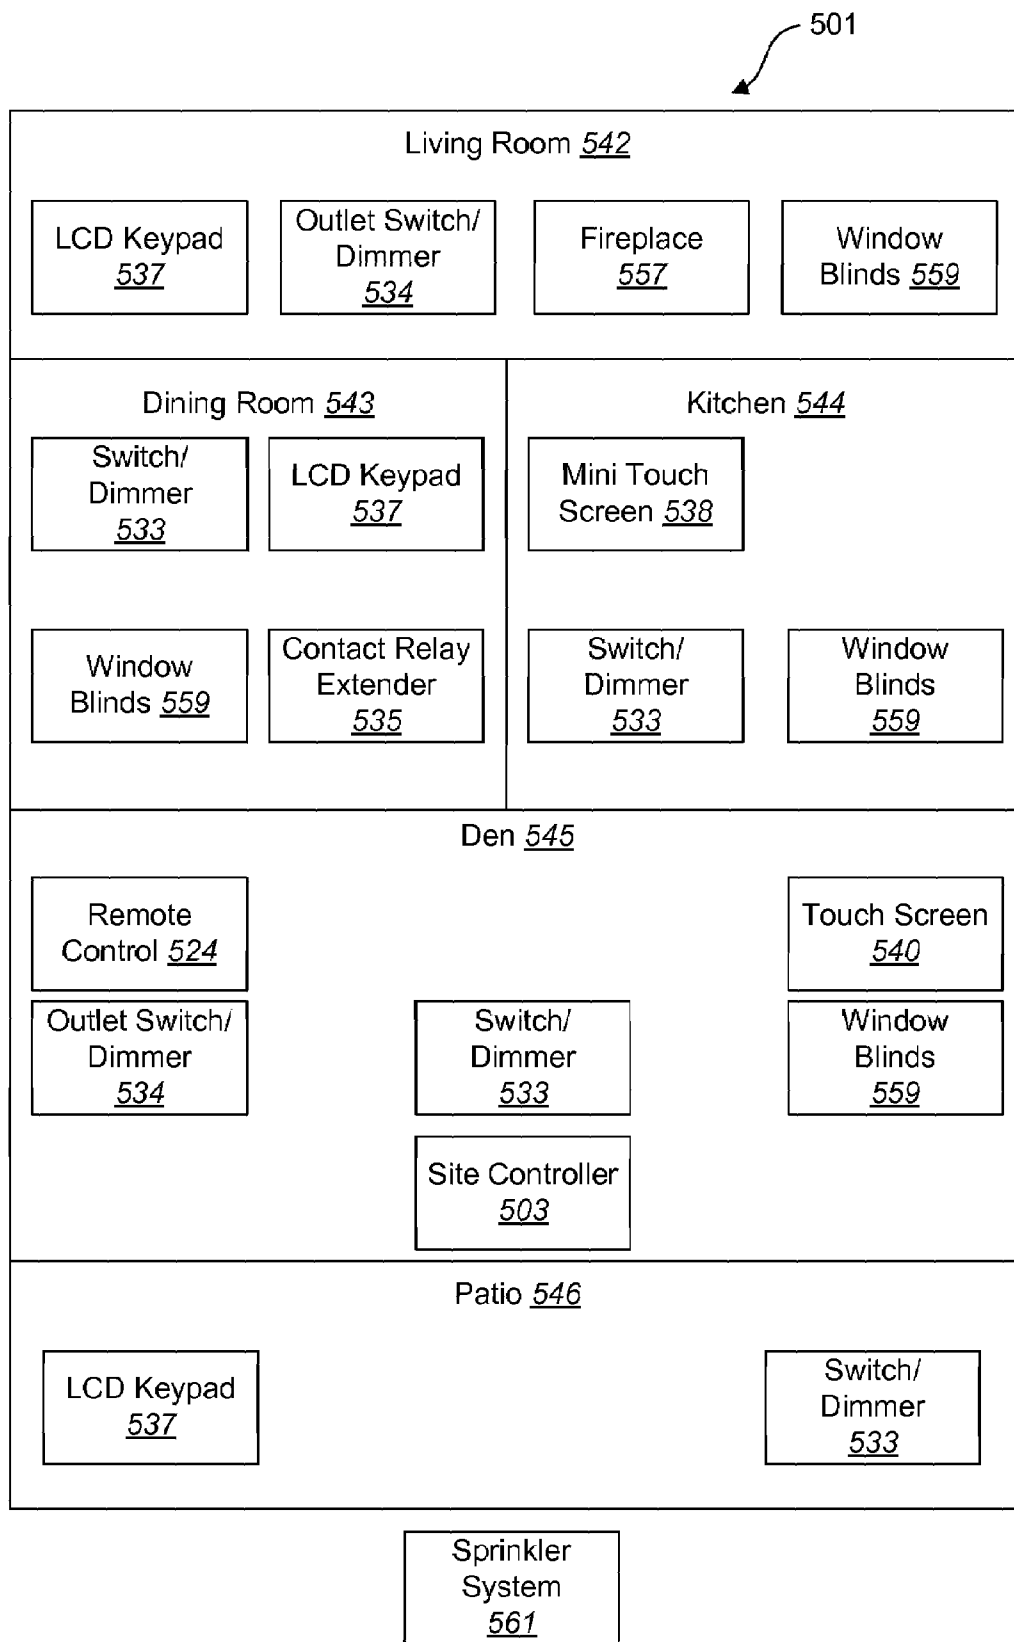 501
Living Room 542
LCD Keypad
537
Outlet Switch/
Dimmer
534
Fireplace
557
Window
Blinds 559
Dining Room 543
Switch/
Dimmer
533
LCD Keypad
537
Window
Blinds 559
Contact Relay
Extender
535
Kitchen 544
Mini Touch
Screen 538
Switch/
Dimmer
533
Window
Blinds
559
Den 545
Remote
Control 524
Touch Screen
540
Outlet Switch/
Dimmer
534
Switch/
Dimmer
533
Window
Blinds
559
Site Controller
503
Patio 546
LCD Keypad
537
Switch/
Dimmer
533
Sprinkler
System
561